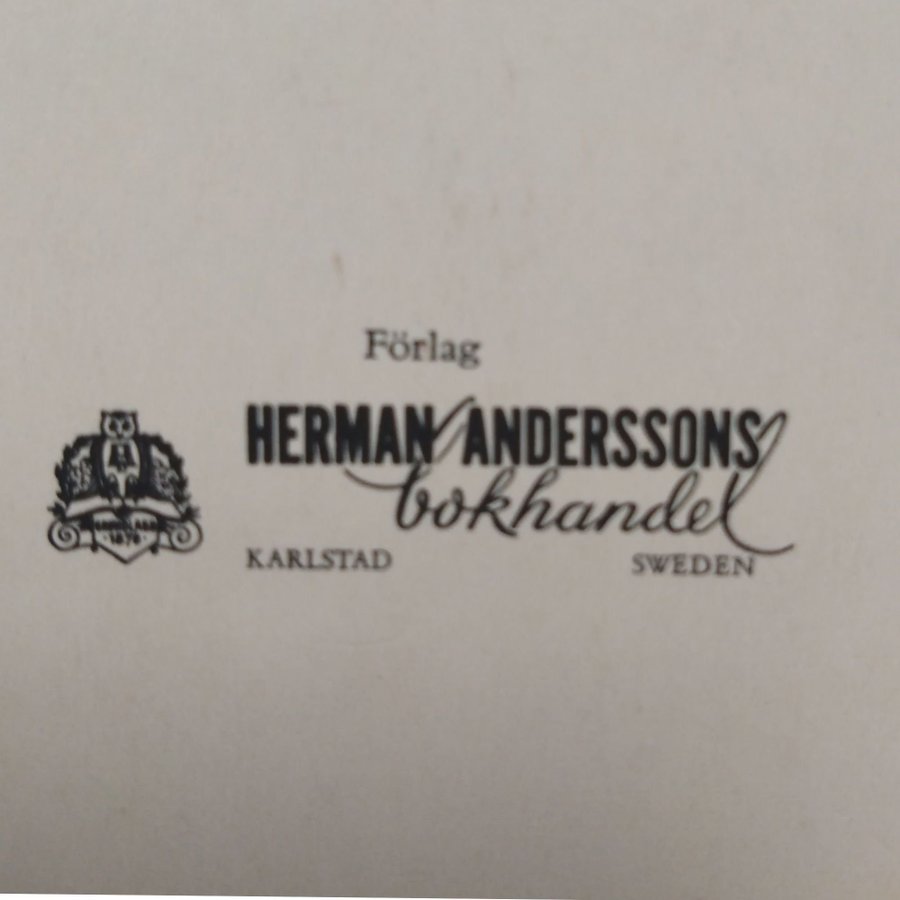 Förlag
HERMAN ANDERSSONS
bokhandel
KARLSTAD SWEDEN